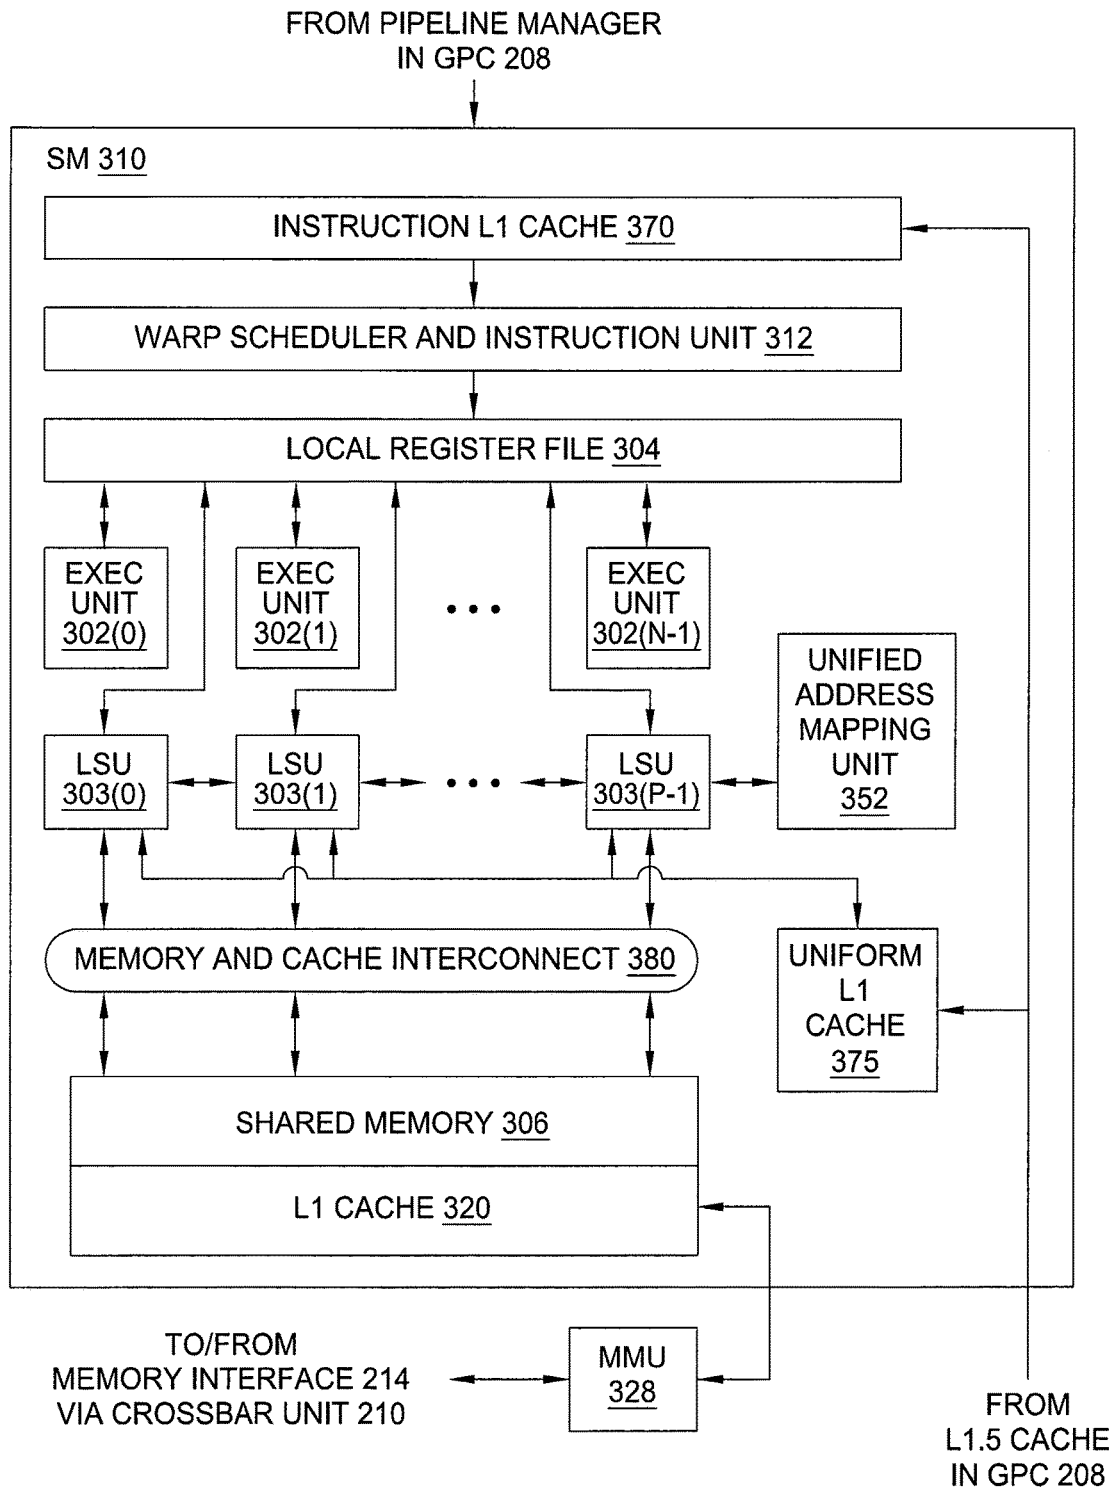 FROM PIPELINE MANAGER
IN GPC 208
SM 310
INSTRUCTION L1 CACHE 370
WARP SCHEDULER AND INSTRUCTION UNIT 312
LOCAL REGISTER FILE 304
EXEC
UNIT
302(0)
EXEC
UNIT
302(1)
EXEC
UNIT
302(N-1)
UNIFIED
ADDRESS
MAPPING
UNIT
352
LSU
303(0)
LSU
303(1)
LSU
303(P-1)
MEMORY AND CACHE INTERCONNECT 380
UNIFORM
L1
CACHE
375
SHARED MEMORY 306
L1 CACHE 320
TO/FROM
MEMORY INTERFACE 214
VIA CROSSBAR UNIT 210
MMU
328
FROM
L1.5 CACHE
IN GPC 208